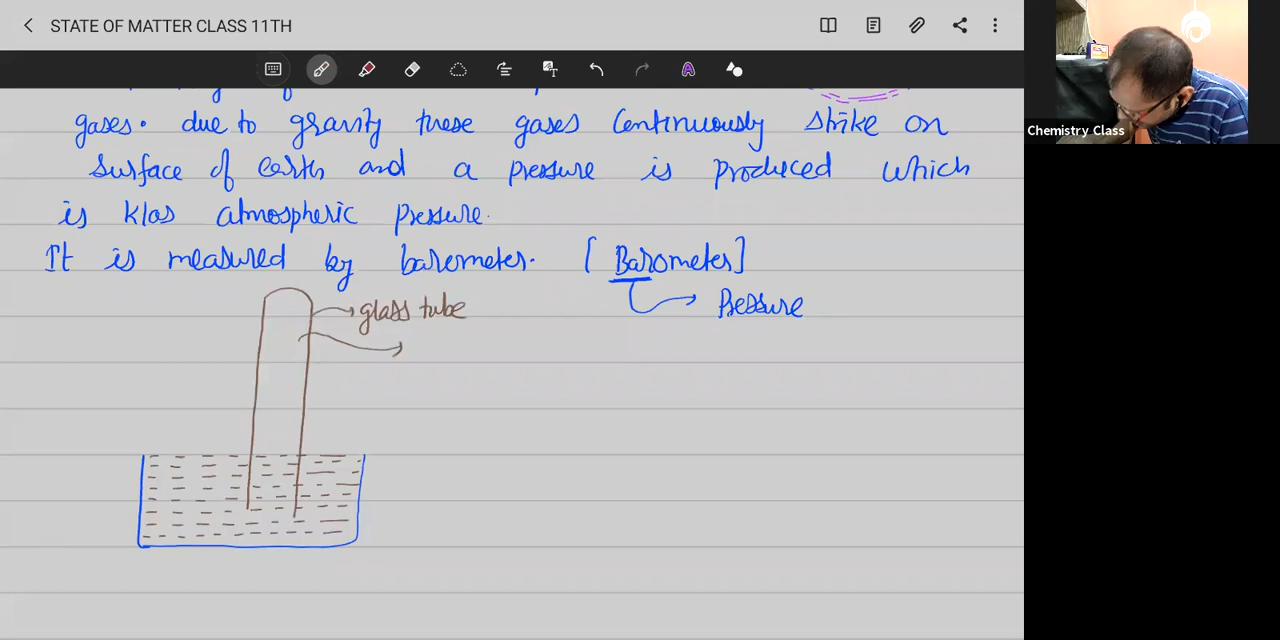 STATE OF MATTER CLASS 11TH
gases. due to gravity these gases continuously strike on
surface of earth and a pressure is produced which
is k/as atmospheric pressure.
It is measured by barometer. [Barometer]
Pressure
glass tube
Chemistry Class